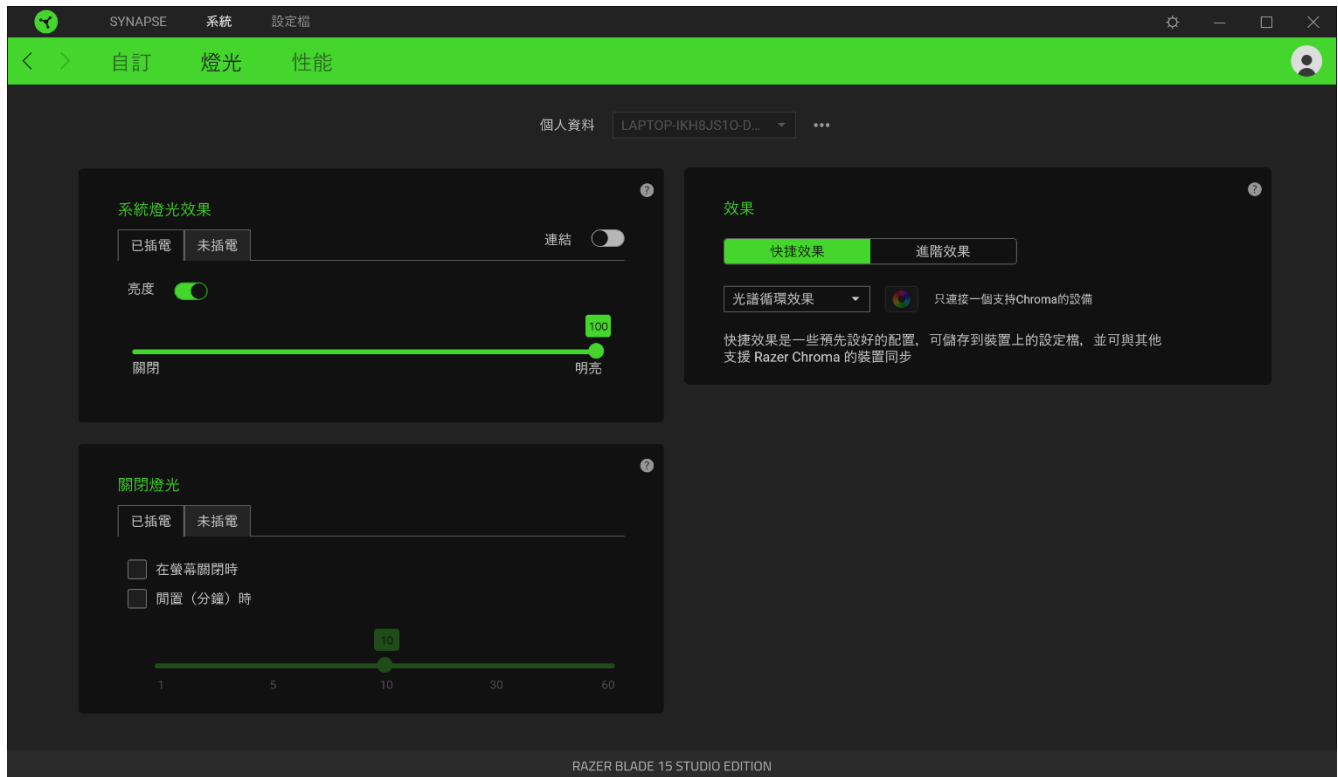 SYNAPSE 系統 設定檔
自訂 燈光 性能
個人資料 LAPTOP-IKH8JS1O-D... •••
系統燈光效果
已插電 未插電 連結
亮度
100
關閉 明亮
效果
快捷效果 進階效果
光譜循環效果 只連接一個支持Chroma的設備
快捷效果是一些預先設好的配置，可儲存到裝置上的設定檔，並可與其他
支援 Razer Chroma 的裝置同步
關閉燈光
已插電 未插電
在螢幕關閉時
閒置（分鐘）時
10
1 5 10 30 60
RAZER BLADE 15 STUDIO EDITION